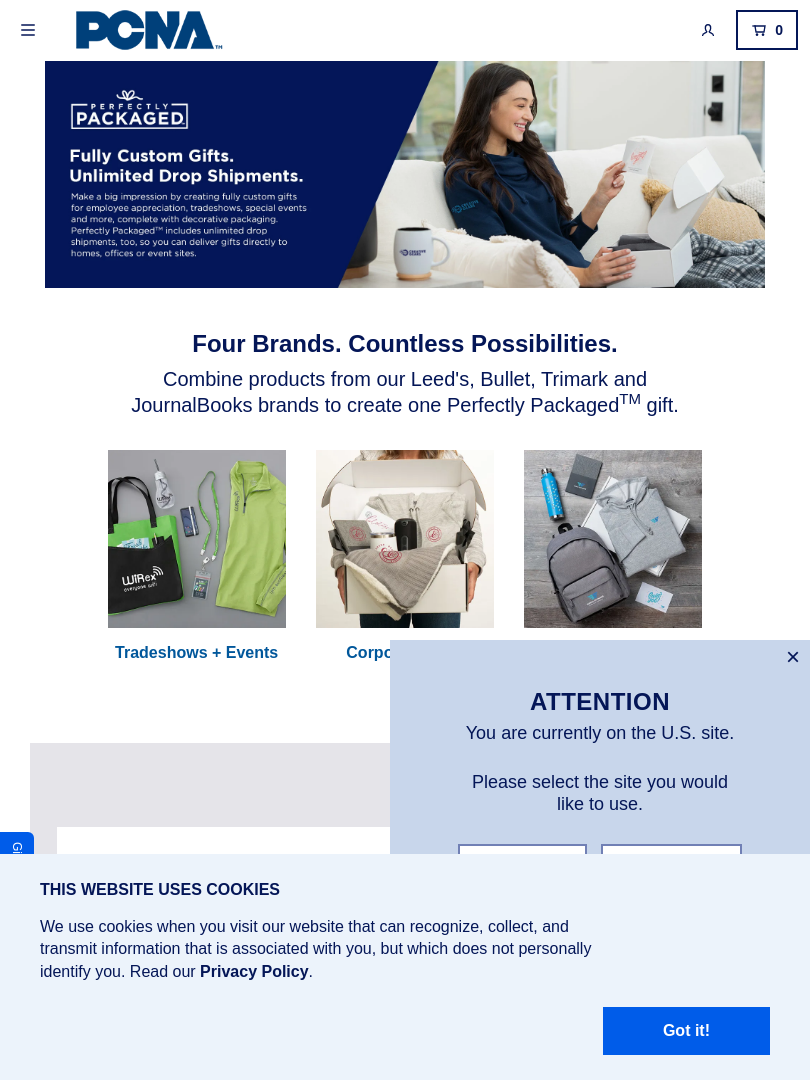 PCNA™
0
PERFECTLY
PACKAGED
Fully Custom Gifts.
Unlimited Drop Shipments.
Make a big impression by creating fully custom gifts
for employee appreciation, tradeshows, special events
and more, complete with decorative packaging.
Perfectly Packaged™ includes unlimited drop
shipments, too, so you can deliver gifts directly to
homes, offices or event sites.
Four Brands. Countless Possibilities.
Combine products from our Leed's, Bullet, Trimark and
JournalBooks brands to create one Perfectly Packaged™ gift.
WiRex
everyone wifi
Tradeshows + Events
ATTENTION
You are currently on the U.S. site.
Please select the site you would
like to use.
THIS WEBSITE USES COOKIES
We use cookies when you visit our website that can recognize, collect, and
transmit information that is associated with you, but which does not personally
identify you. Read our Privacy Policy.
Got it!